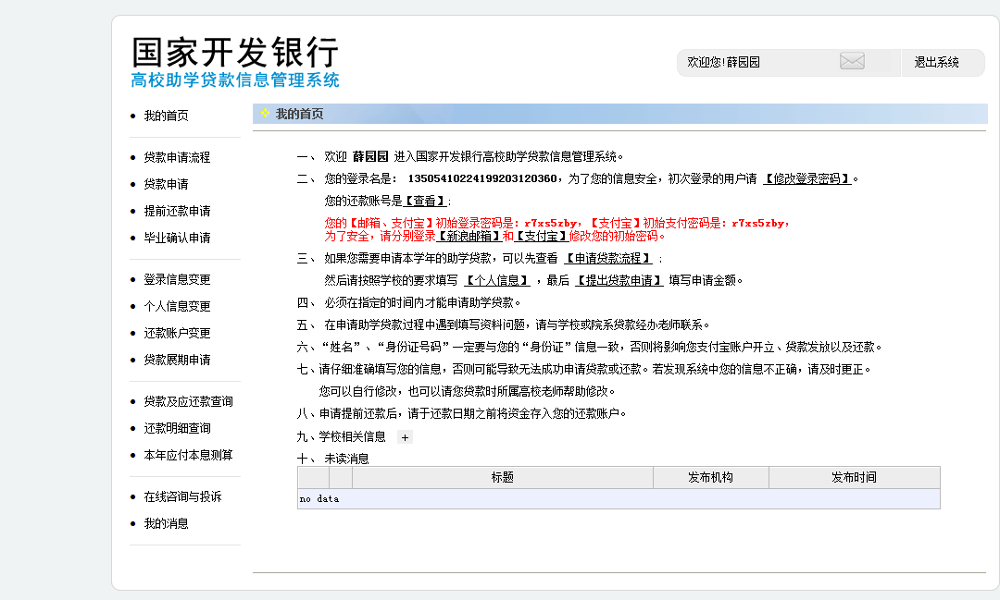 国家开发银行
高校助学贷款信息管理系统
欢迎您!薛园园
退出系统
我的首页
贷款申请流程
贷款申请
提前还款申请
毕业确认申请
登录信息变更
个人信息变更
还款账户变更
贷款展期申请
贷款及应还款查询
还款明细查询
本年应付本息测算
在线咨询与投诉
我的消息
我的首页
一、 欢迎 薛园园 进入国家开发银行高校助学贷款信息管理系统。
二、 您的登录名是： 13505410224199203120360，为了您的信息安全，初次登录的用户请 【修改登录密码】。
您的还款账号是【查看】；
您的【邮箱、支付宝】初始登录密码是：r7xs5zby，【支付宝】初始支付密码是：r7xs5zby，
为了安全，请分别登录【新浪邮箱】和【支付宝】修改您的初始密码。
三、 如果您需要申请本学年的助学贷款，可以先查看 【申请贷款流程】 ；
然后请按照学校的要求填写 【个人信息】 ，最后 【提出贷款申请】 填写申请金额。
四、 必须在指定的时间内才能申请助学贷款。
五、 在申请助学贷款过程中遇到填写资料问题，请与学校或院系贷款经办老师联系。
六、“姓名”、“身份证号码”一定要与您的“身份证”信息一致，否则将影响您支付宝账户开立、贷款发放以及还款。
七、请仔细准确填写您的信息，否则可能导致无法成功申请贷款或还款。若发现系统中您的信息不正确，请及时更正。
您可以自行修改，也可以请您贷款时所属高校老师帮助修改。
八、申请提前还款后，请于还款日期之前将资金存入您的还款账户。
九、学校相关信息 +
十、 未读消息
标题 发布机构 发布时间
no data